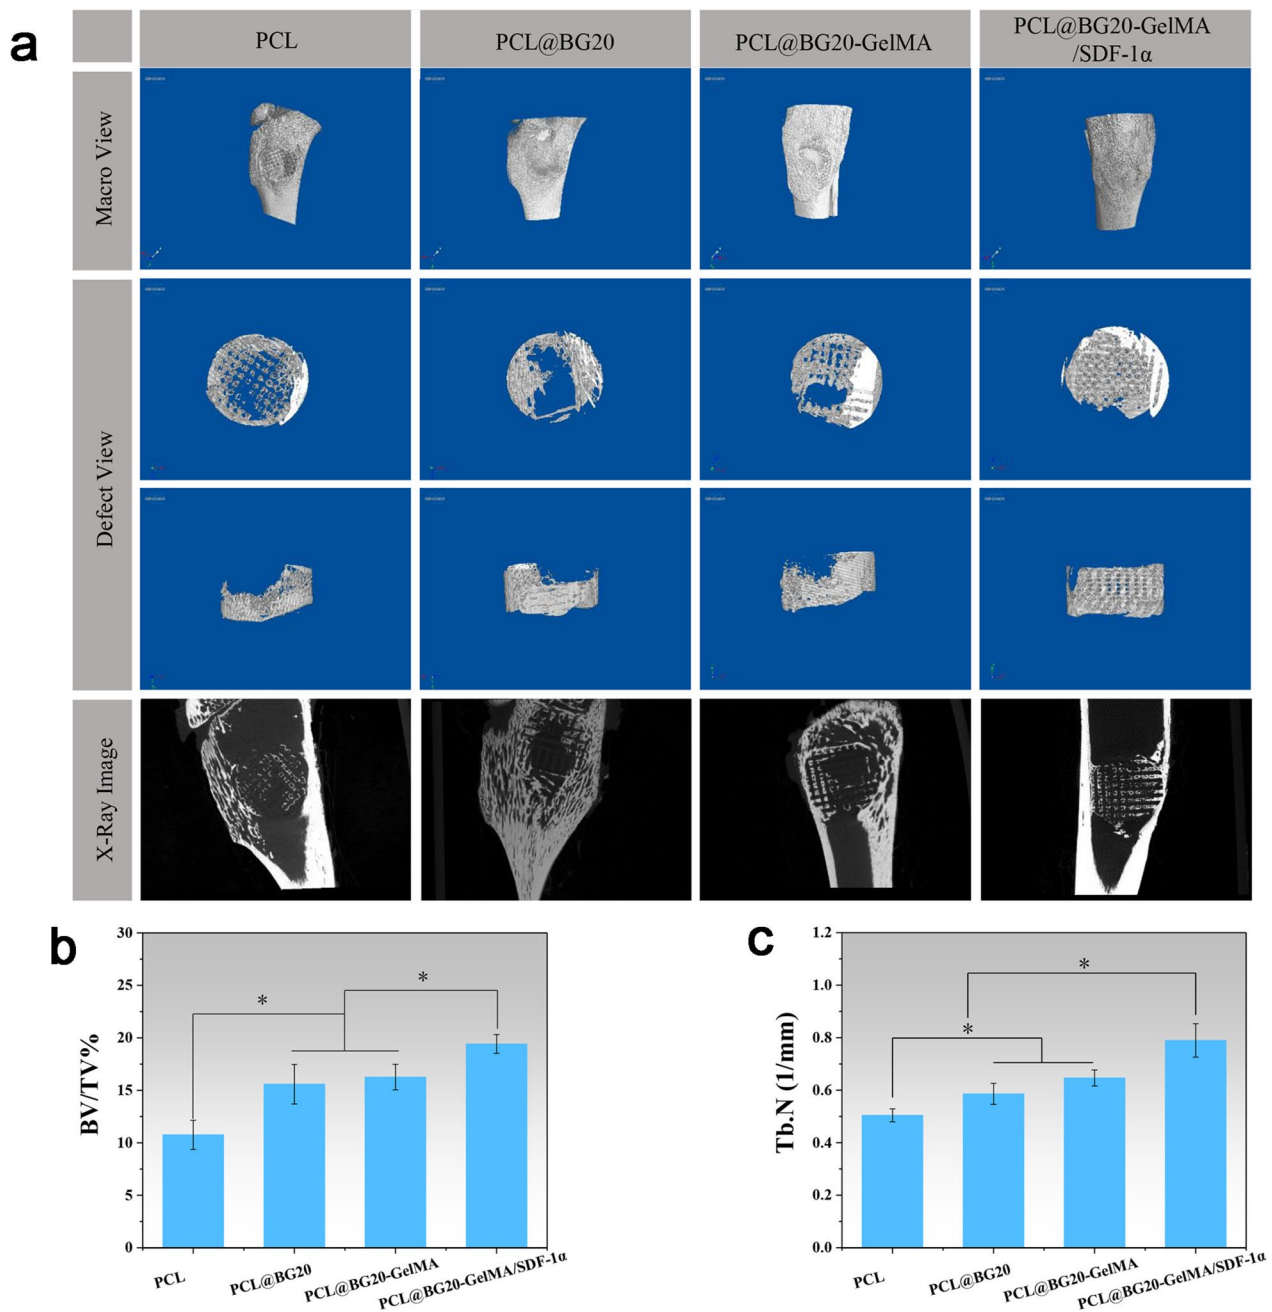 a
PCL
PCL@BG20
PCL@BG20-GelMA
PCL@BG20-GelMA
/SDF-1α
Macro View
Defect View
X-Ray Image
b
30
25
20
15
10
5
0
BV/TV%
*
*
PCL
PCL@BG20
PCL@BG20-GelMA
PCL@BG20-GelMA/SDF-1α
c
1.2
1.0
0.8
0.6
0.4
0.2
0.0
Tb.N (1/mm)
*
*
PCL
PCL@BG20
PCL@BG20-GelMA
PCL@BG20-GelMA/SDF-1α